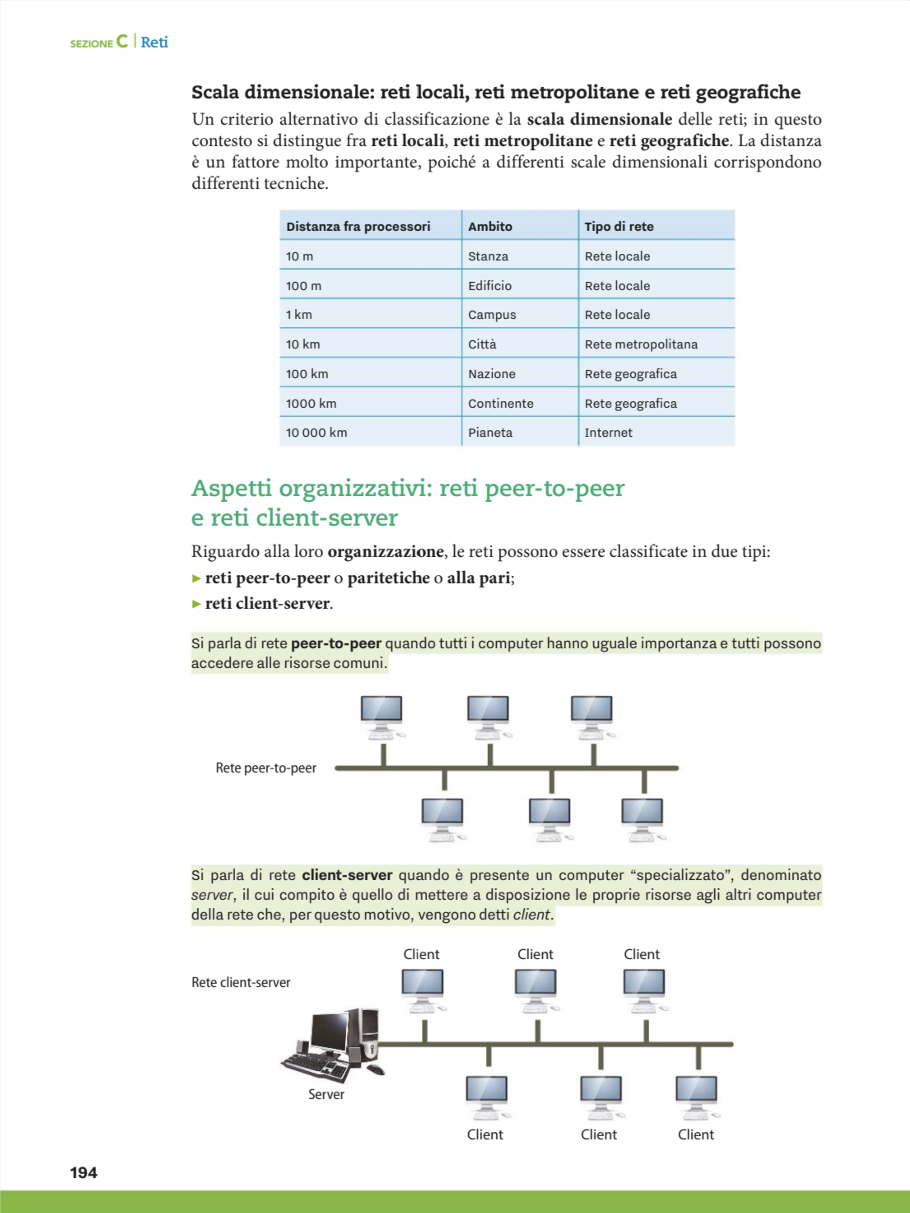 SEZIONE C | Reti
Scala dimensionale: reti locali, reti metropolitane e reti geografiche
Un criterio alternativo di classificazione è la scala dimensionale delle reti; in questo
contesto si distingue fra reti locali, reti metropolitane e reti geografiche. La distanza
è un fattore molto importante, poiché a differenti scale dimensionali corrispondono
differenti tecniche.
Distanza fra processori Ambito Tipo di rete
10 m Stanza Rete locale
100 m Edificio Rete locale
1 km Campus Rete locale
10 km Città Rete metropolitana
100 km Nazione Rete geografica
1000 km Continente Rete geografica
10 000 km Pianeta Internet
Aspetti organizzativi: reti peer-to-peer
e reti client-server
Riguardo alla loro organizzazione, le reti possono essere classificate in due tipi:
▶ reti peer-to-peer o paritetiche o alla pari;
▶ reti client-server.
Si parla di rete peer-to-peer quando tutti i computer hanno uguale importanza e tutti possono
accedere alle risorse comuni.
Rete peer-to-peer
Si parla di rete client-server quando è presente un computer “specializzato”, denominato
server, il cui compito è quello di mettere a disposizione le proprie risorse agli altri computer
della rete che, per questo motivo, vengono detti client.
Client Client Client
Rete client-server
Server
Client Client Client
194